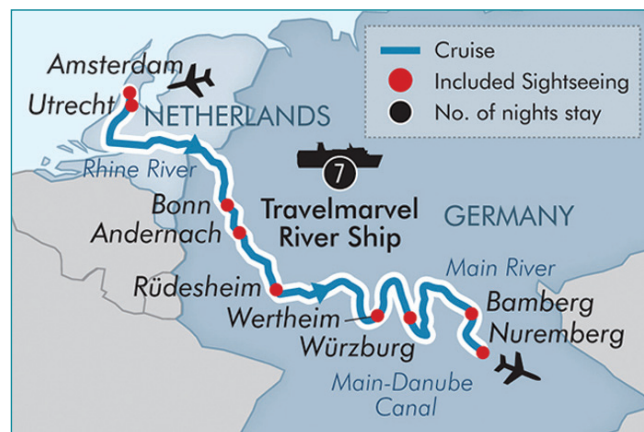 Cruise
Included Sightseeing
No. of nights stay
Amsterdam
Utrecht
NETHERLANDS
Rhine River
7
Travelmarvel
River Ship
GERMANY
Bonn
Andernach
Rüdesheim
Main River
Wertheim
Würzburg
Bamberg
Nuremberg
Main-Danube
Canal